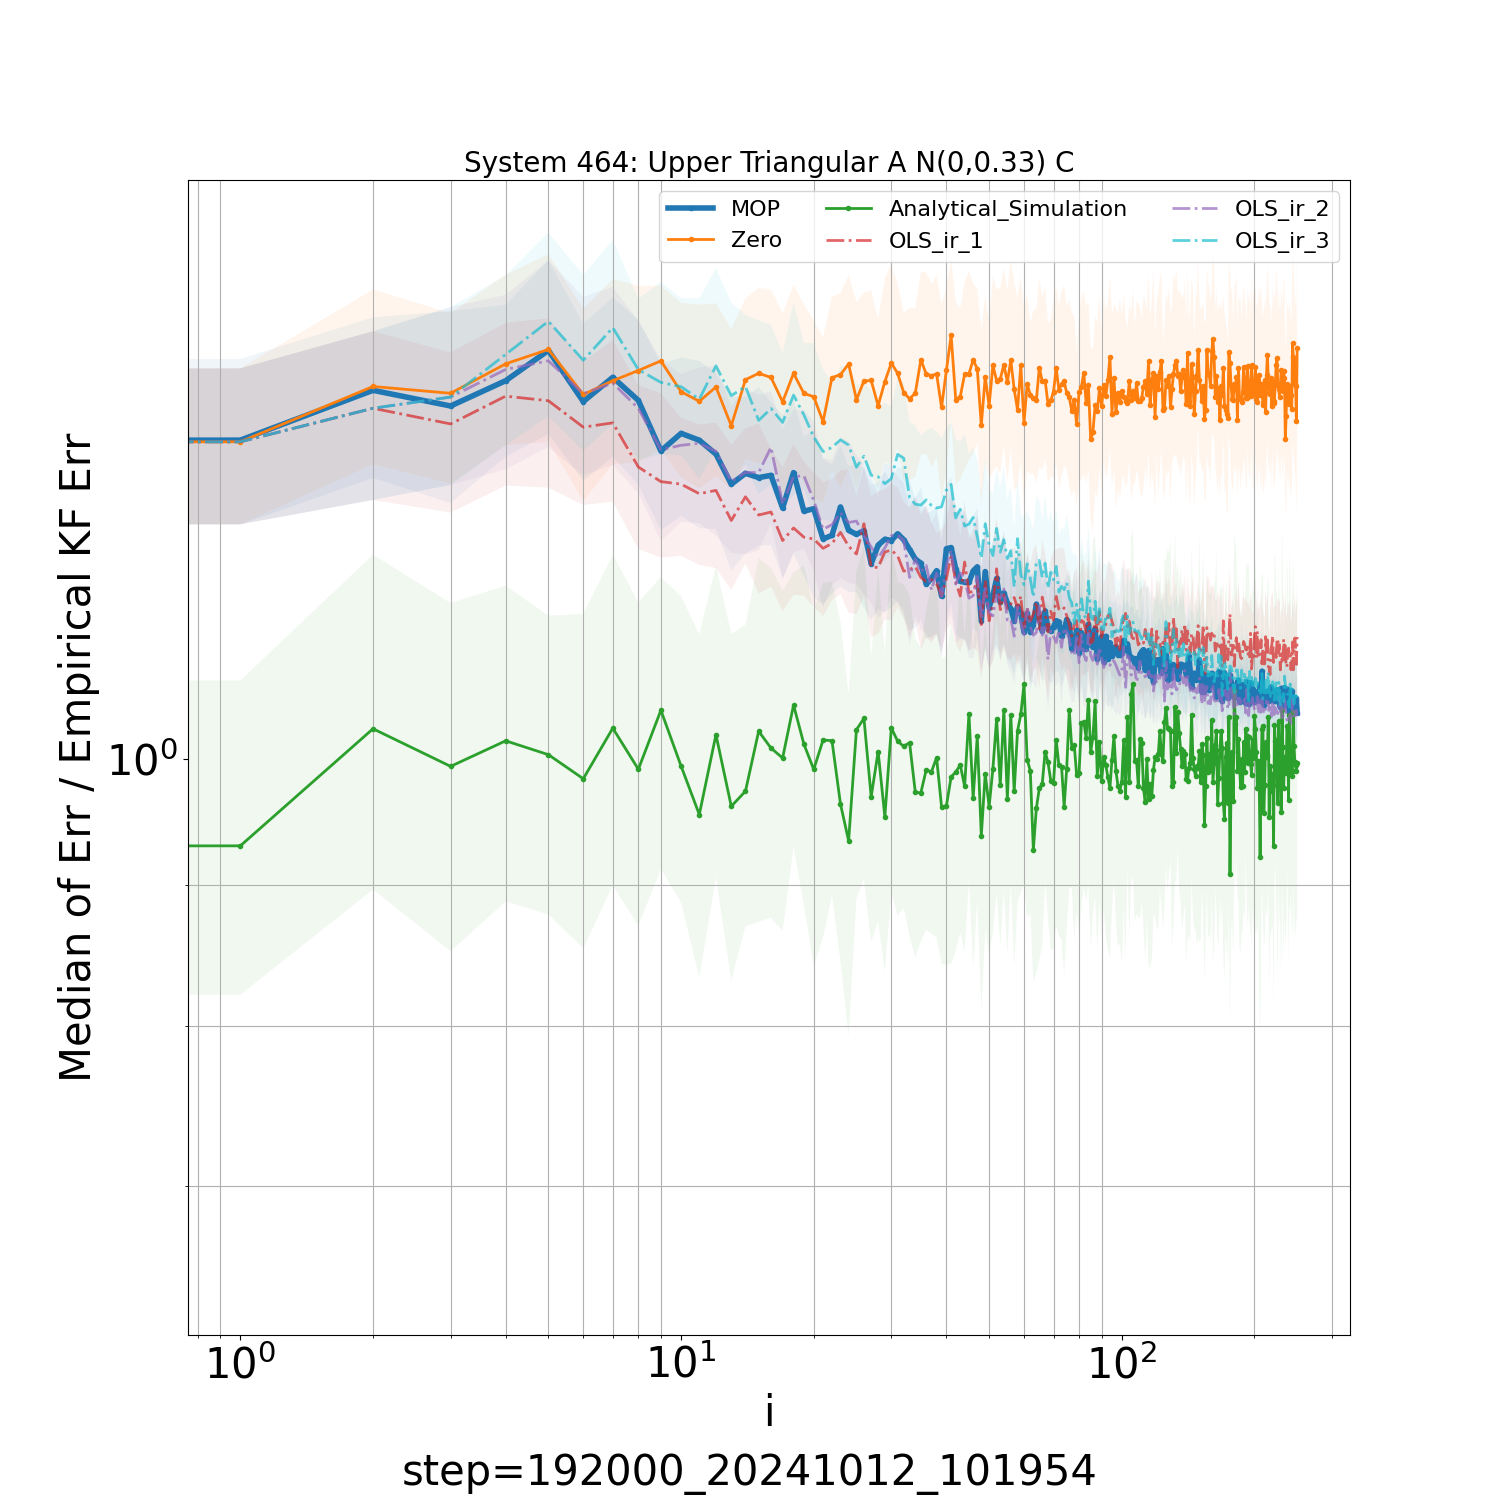 System 464: Upper Triangular A N(0,0.33) C
MOP
Zero
Analytical_Simulation
OLS_ir_1
OLS_ir_2
OLS_ir_3
Median of Err / Empirical KF Err
10⁰
10⁰
10¹
10²
i
step=192000_20241012_101954